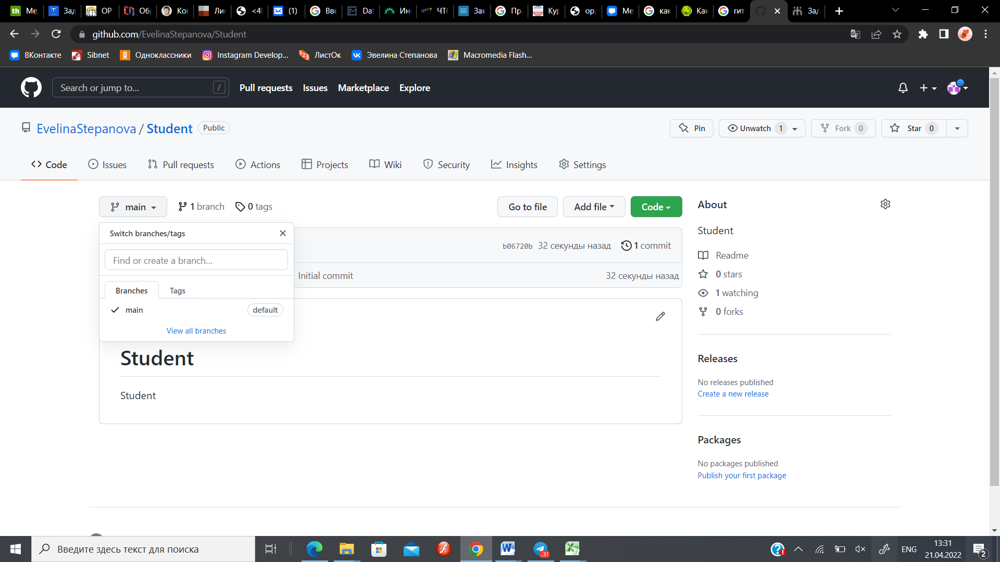 Ме Зад ОР Обр Ко Ли <4 (1) Вве Dat Ин ЧТО Зам Пр Кур op. Ме как Как гит Зад
github.com/EvelinaStepanova/Student
ВКонтакте Sibnet Одноклассники Instagram Develop... ЛистОк Эвелина Степанова Macromedia Flash...
Search or jump to... / Pull requests Issues Marketplace Explore
EvelinaStepanova / Student Public Pin Unwatch 1 Fork 0 Star 0
Code Issues Pull requests Actions Projects Wiki Security Insights Settings
main 1 branch 0 tags Go to file Add file Code
Switch branches/tags
Find or create a branch...
Branches Tags
main default
View all branches
b06720b 32 секунды назад 1 commit
Initial commit 32 секунды назад
Student
Student
About
Student
Readme
0 stars
1 watching
0 forks
Releases
No releases published
Create a new release
Packages
No packages published
Publish your first package
Введите здесь текст для поиска
..31
ENG
13:31
21.04.2022
2